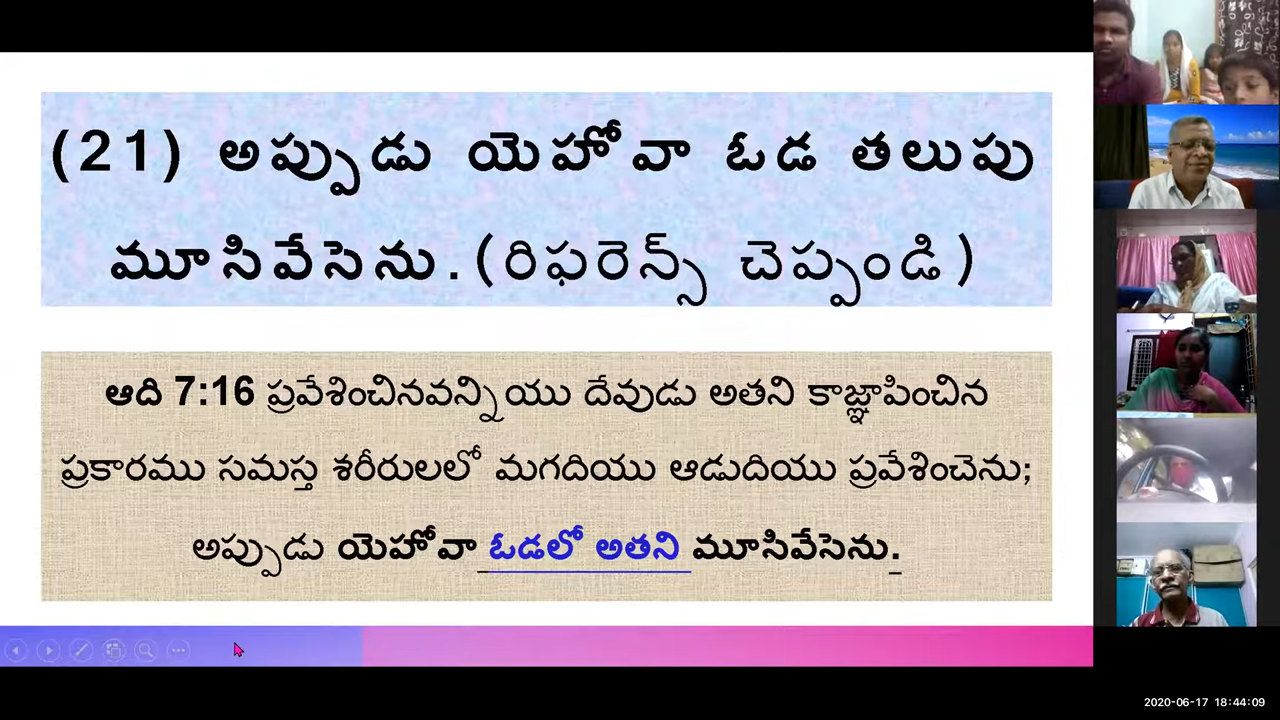 (21) అప్పుడు యెహోవా ఓడ తలుపు
మూసివేసెను.(రిఫరెన్స్ చెప్పండి)
ఆది 7:16 ప్రవేశించినవన్నియు దేవుడు అతని కాజ్ఞాపించిన
ప్రకారము సమస్త శరీరులలో మగదియు ఆడుదియు ప్రవేశించెను;
అప్పుడు యెహోవా ఓడలో అతని మూసివేసెను.
2020-06-17 18:44:09